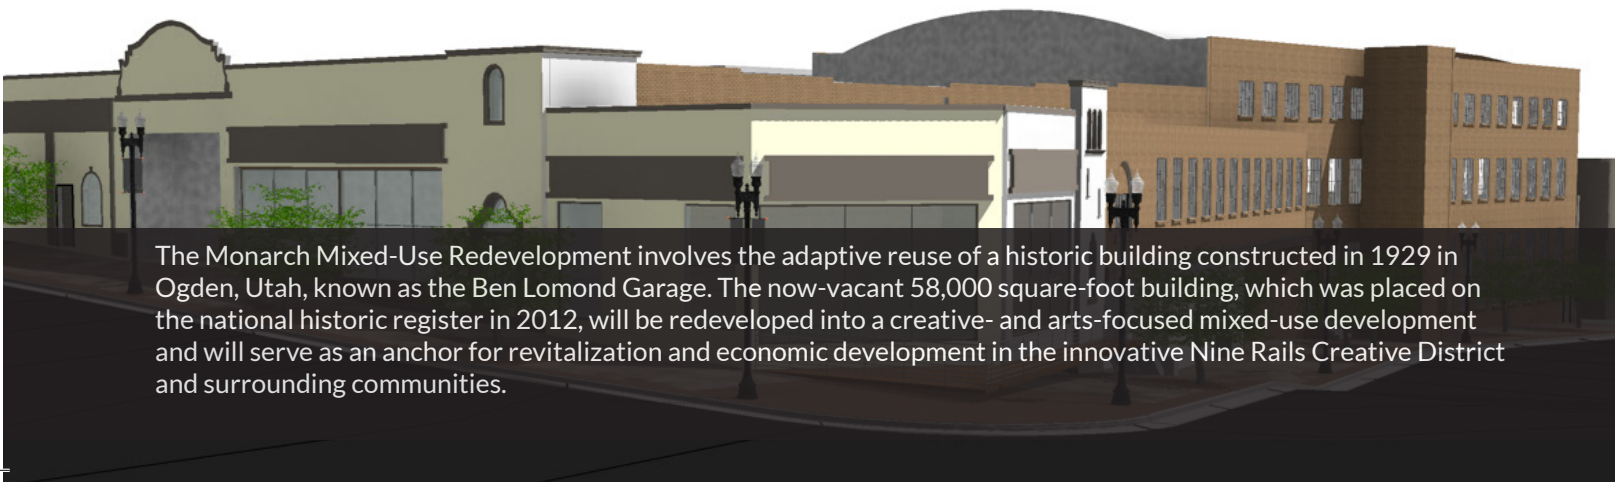 The Monarch Mixed-Use Redevelopment involves the adaptive reuse of a historic building constructed in 1929 in
Ogden, Utah, known as the Ben Lomond Garage. The now-vacant 58,000 square-foot building, which was placed on
the national historic register in 2012, will be redeveloped into a creative- and arts-focused mixed-use development
and will serve as an anchor for revitalization and economic development in the innovative Nine Rails Creative District
and surrounding communities.